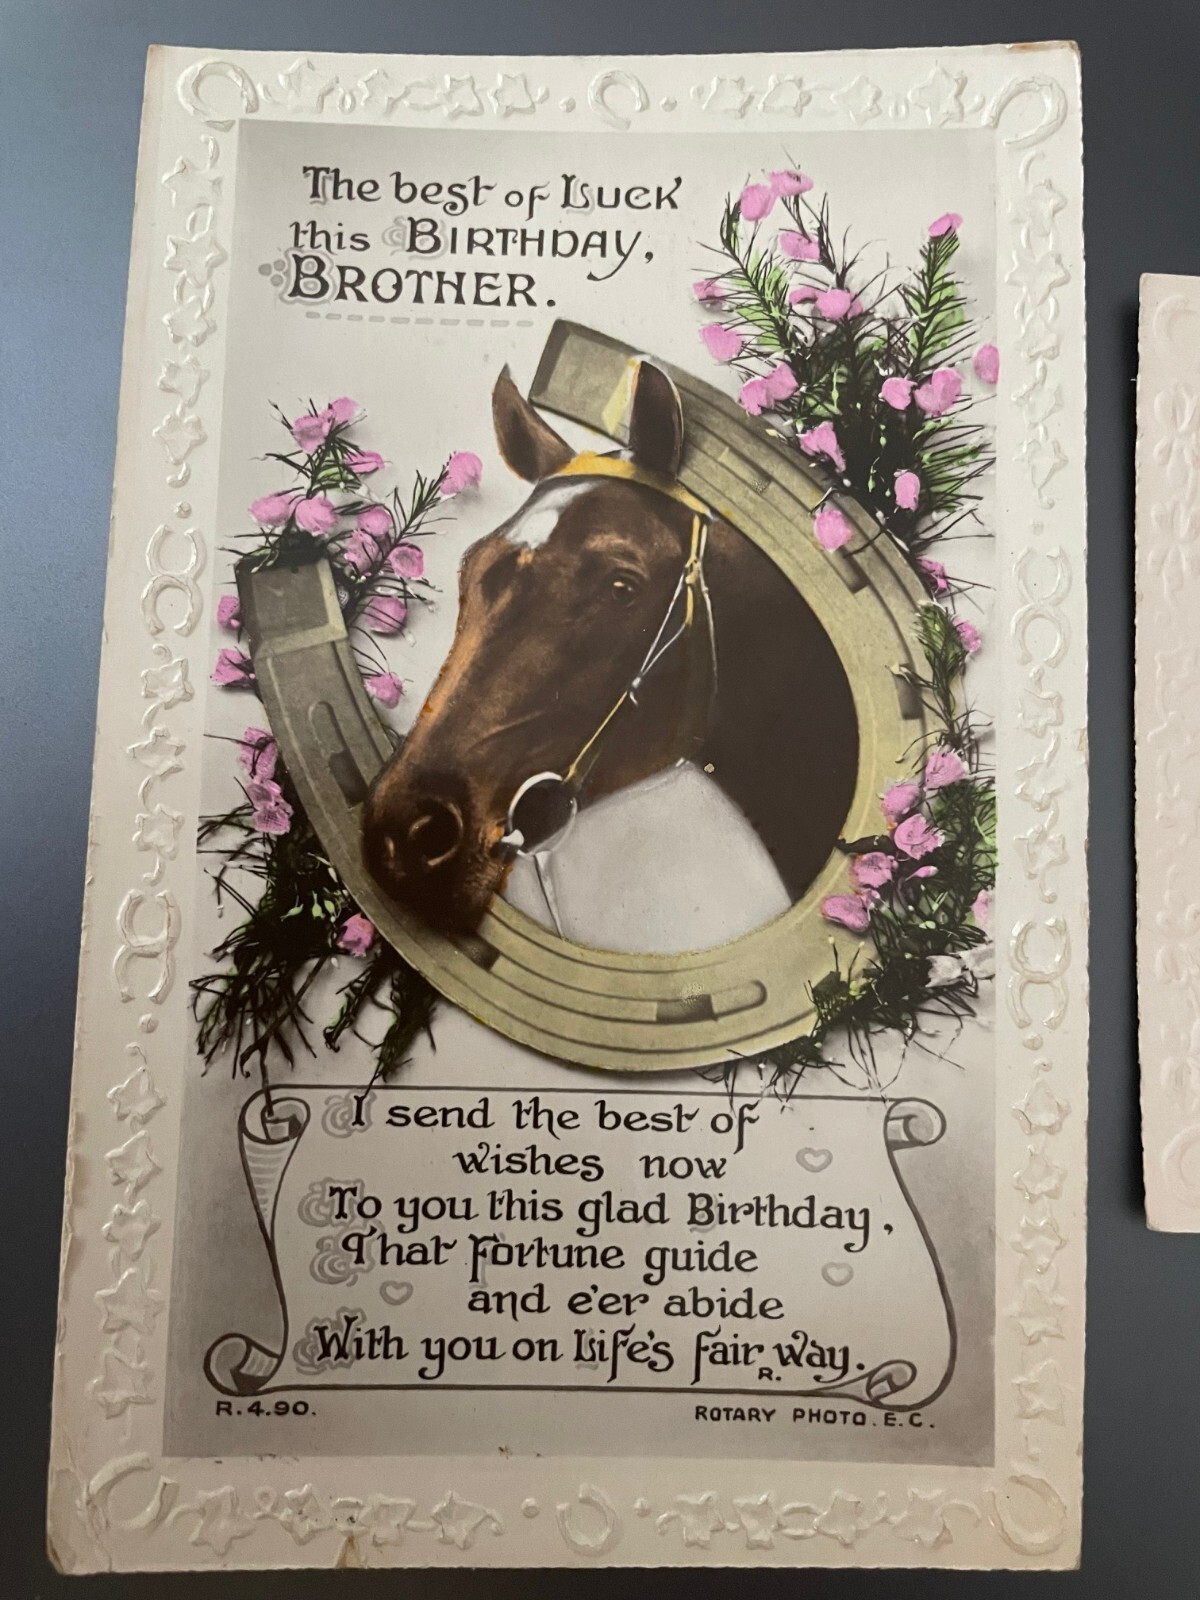 The best of Luck
this Birthday,
Brother.
I send the best of
wishes now
To you this glad Birthday,
That Fortune guide
and e'er abide
With you on Life's fair way.
R.
R.4.90.
ROTARY PHOTO. E.C.